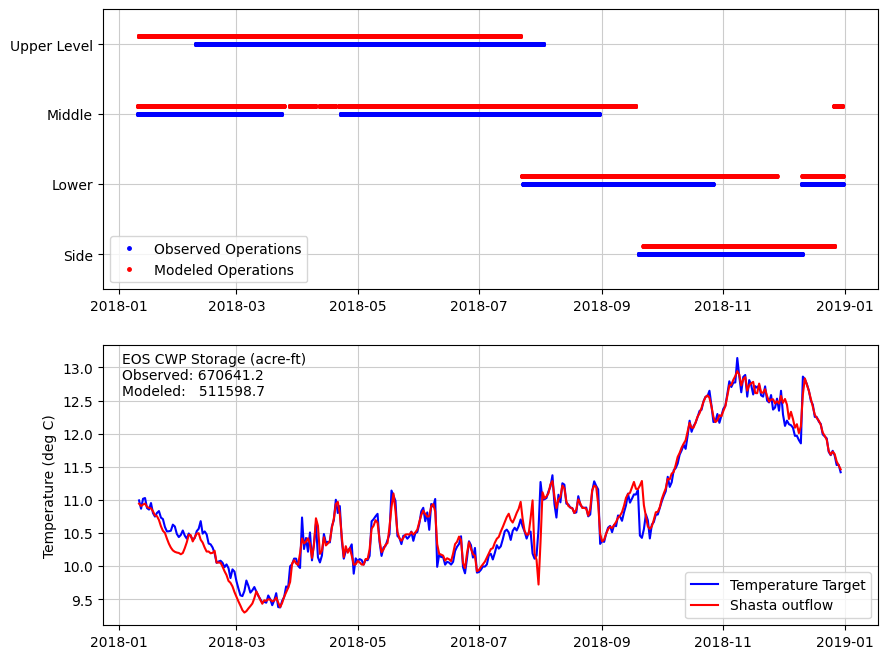 Upper Level
Middle
Lower
Side
Observed Operations
Modeled Operations
2018-01
2018-03
2018-05
2018-07
2018-09
2018-11
2019-01
EOS CWP Storage (acre-ft)
Observed: 670641.2
Modeled:   511598.7
Temperature (deg C)
13.0
12.5
12.0
11.5
11.0
10.5
10.0
9.5
Temperature Target
Shasta outflow
2018-01
2018-03
2018-05
2018-07
2018-09
2018-11
2019-01